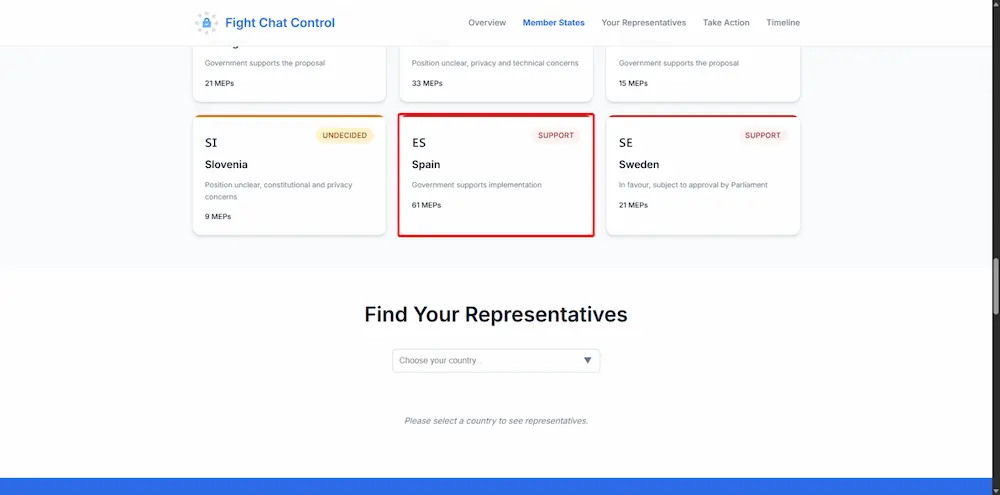 Fight Chat Control
Overview Member States Your Representatives Take Action Timeline
Government supports the proposal
21 MEPs
Position unclear, privacy and technical concerns
33 MEPs
Government supports the proposal
15 MEPs
SI
UNDECIDED
Slovenia
Position unclear, constitutional and privacy
concerns
9 MEPs
ES
SUPPORT
Spain
Government supports implementation
61 MEPs
SE
SUPPORT
Sweden
In favour, subject to approval by Parliament
21 MEPs
Find Your Representatives
Choose your country...
Please select a country to see representatives.